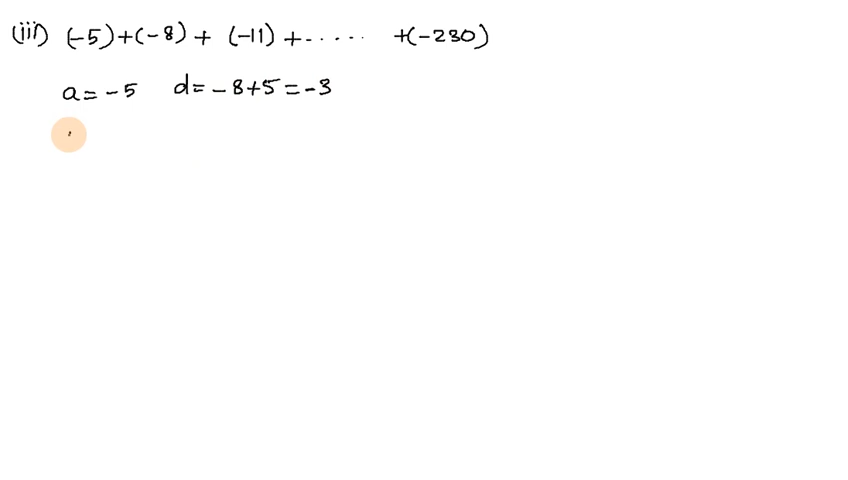 (iii) (-5)+(-8) + (-11) +...... +(-230)
a = -5 d = -8+5 = -3